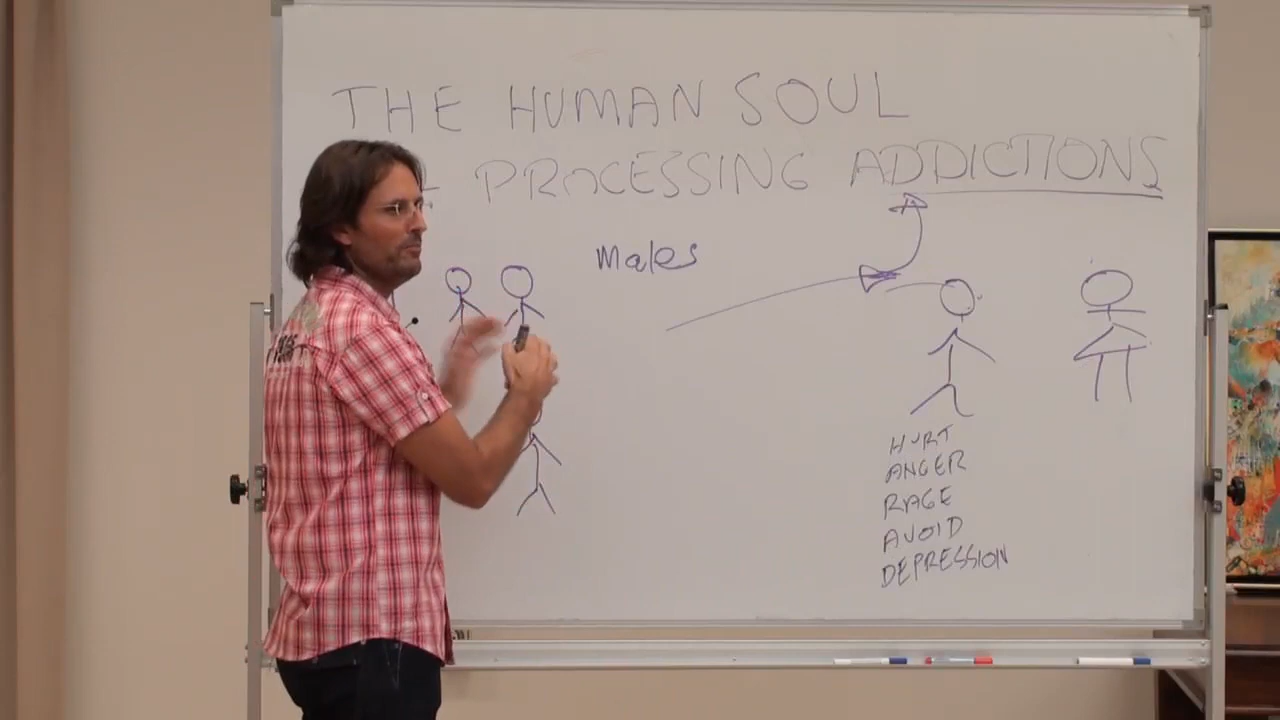 THE HUMAN SOUL
- PROCESSING ADDICTIONS
Males
HURT
ANGER
RAGE
AVOID
DEPRESSION